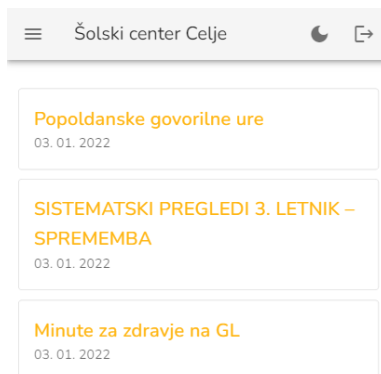 Šolski center Celje
Popoldanske govorilne ure
03. 01. 2022
SISTEMATSKI PREGLEDI 3. LETNIK –
SPREMEMBA
03. 01. 2022
Minute za zdravje na GL
03. 01. 2022